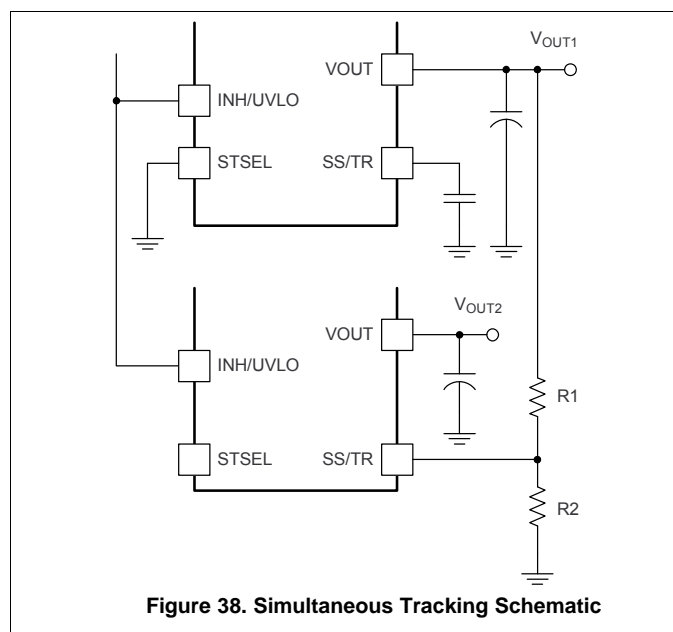 V_OUT1
VOUT
INH/UVLO
STSEL
SS/TR
V_OUT2
VOUT
INH/UVLO
R1
STSEL
SS/TR
R2
Figure 38. Simultaneous Tracking Schematic